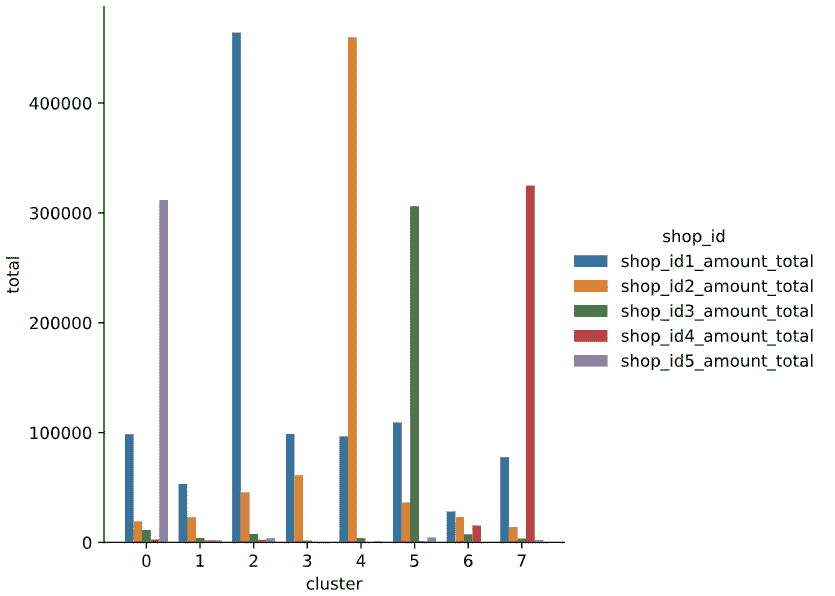 400000
300000
200000
100000
0
total
0 1 2 3 4 5 6 7
cluster
shop_id
shop_id1_amount_total
shop_id2_amount_total
shop_id3_amount_total
shop_id4_amount_total
shop_id5_amount_total